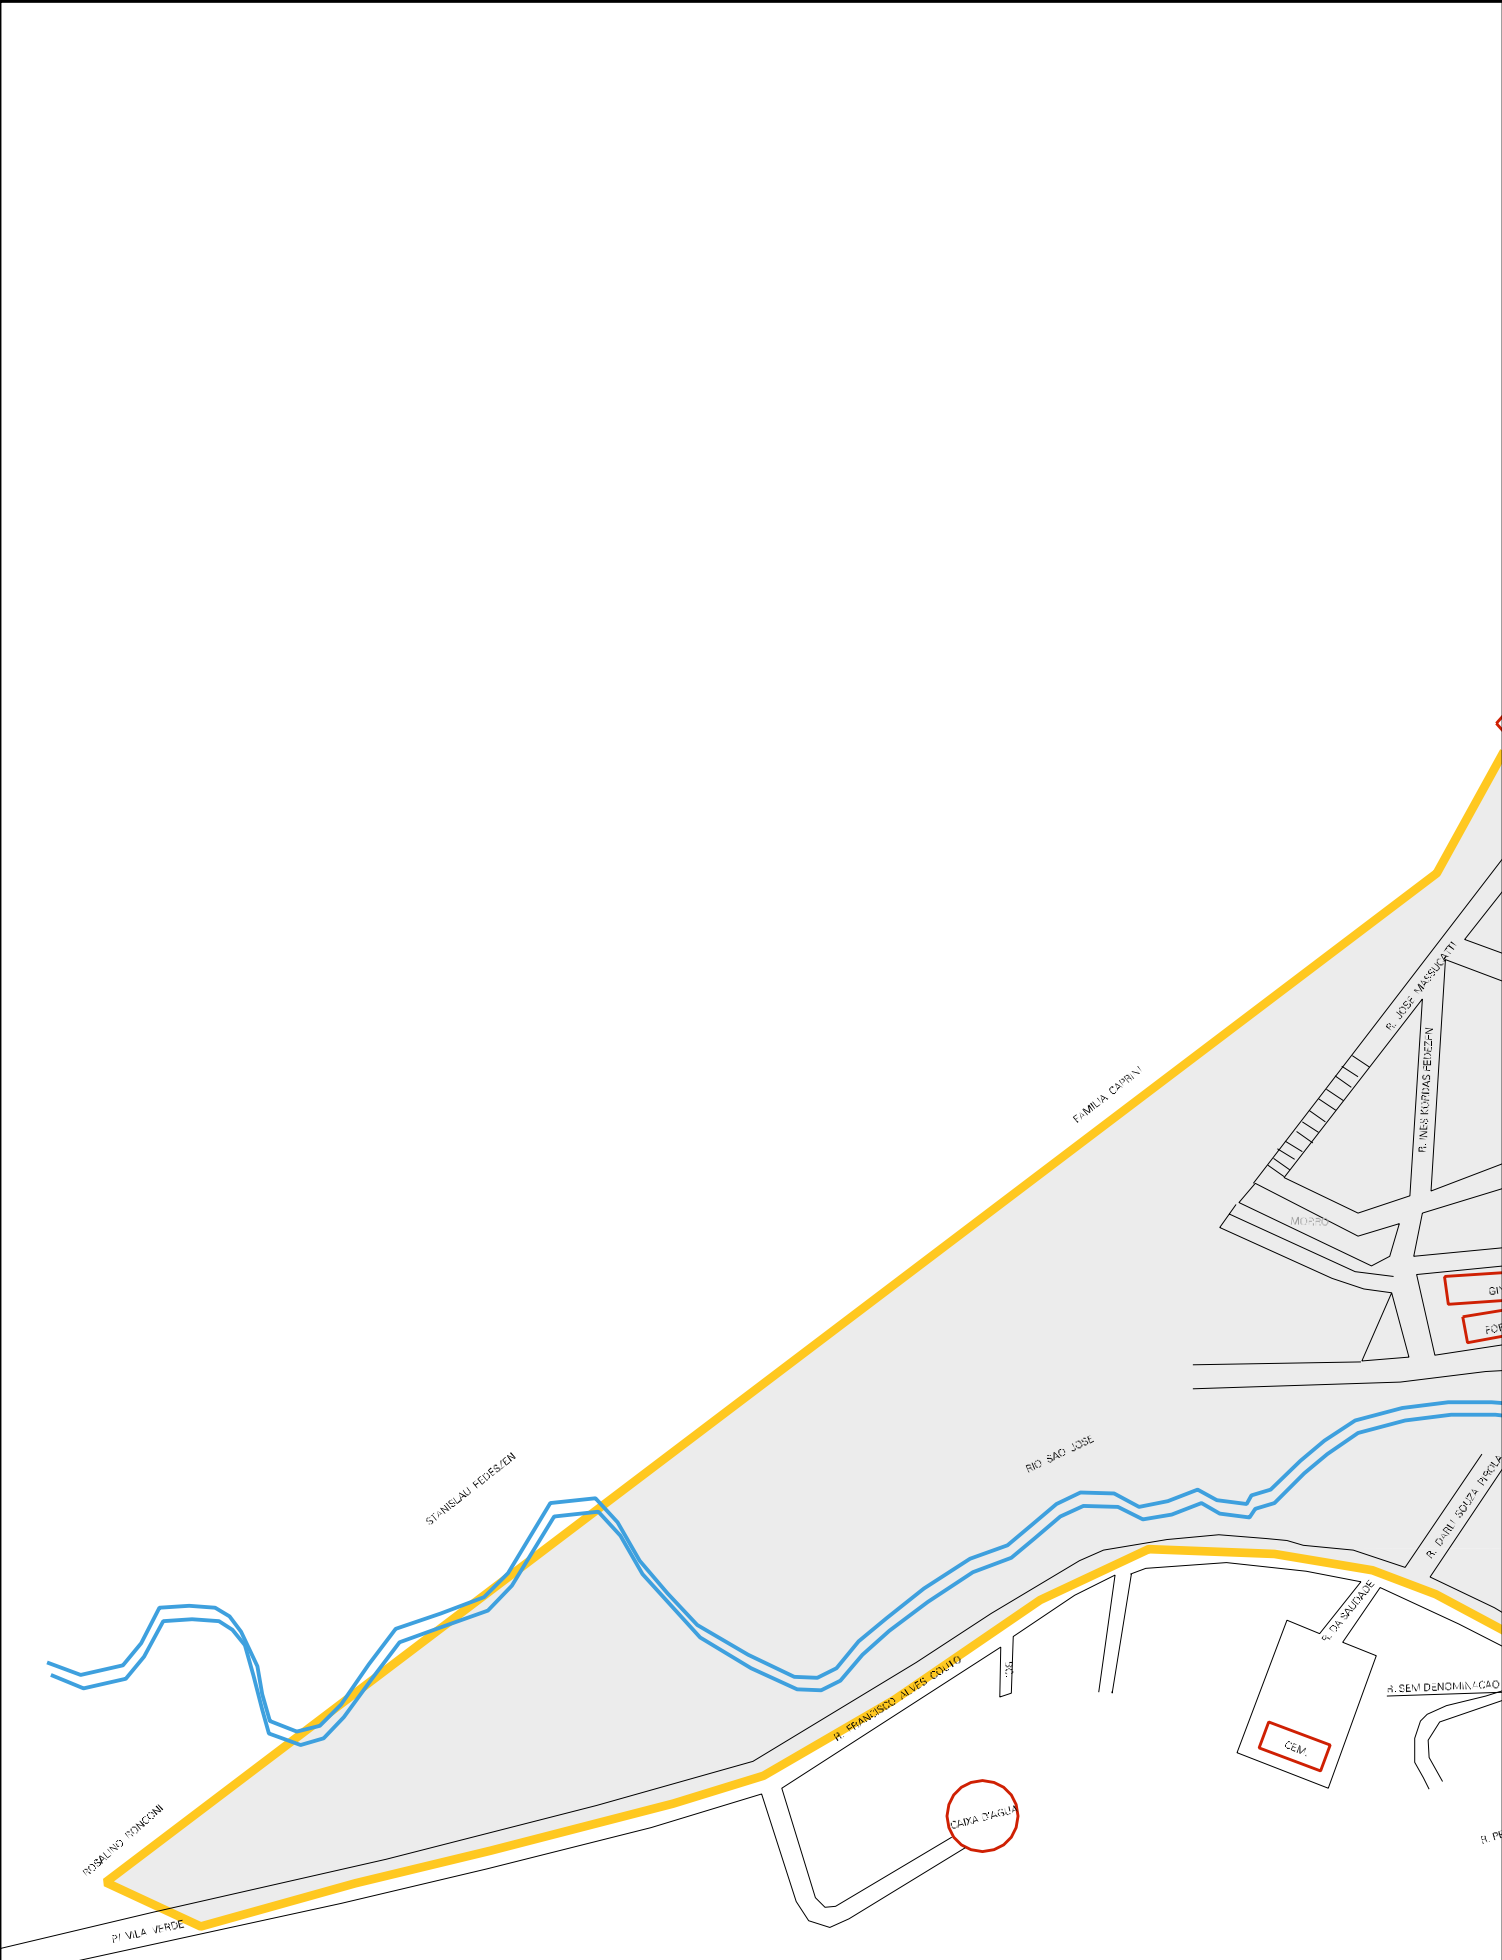 R. JOSE MASSUCATTI
R. INES KORDAS FEDEZEN
FAMILIA CAPRINI
MORRO
RIO SAO JOSE
STANISLAU FEDESZEN
R. DARLI SOUZA PIROLA
R. DA SAUDADE
R. FRANCISCO ALVES COUTO
R. SEM DENOMINACAO
CEM.
CAIXA D'AGUA
ROSALINO RONCONI
P/ VILA VERDE